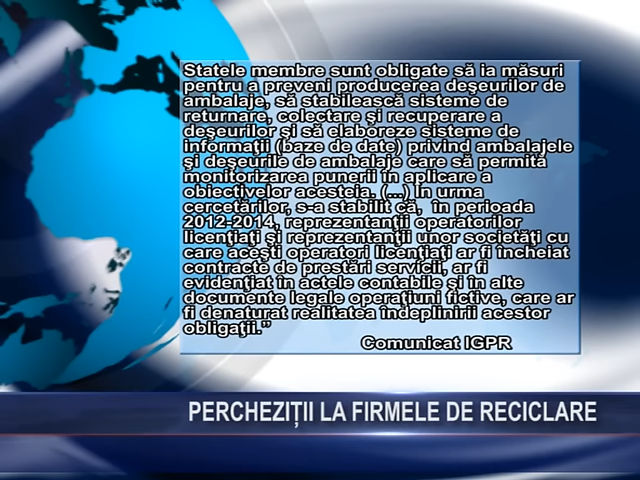 Statele membre sunt obligate să ia măsuri
pentru a preveni producerea deşeurilor de
ambalaje, să stabilească sisteme de
returnare, colectare şi recuperare a
deşeurilor şi să elaboreze sisteme de
informaţii (baze de date) privind ambalajele
şi deşeurile de ambalaje care să permită
monitorizarea punerii în aplicare a
obiectivelor acesteia. (...) În urma
cercetărilor, s-a stabilit că, în perioada
2012-2014, reprezentanţii operatorilor
licenţiaţi şi reprezentanţii unor societăţi cu
care aceşti operatori licenţiaţi ar fi încheiat
contracte de prestări servicii, ar fi
evidenţiat în actele contabile şi în alte
documente legale operaţiuni fictive, care ar
fi denaturat realitatea îndeplinirii acestor
obligaţii.”
Comunicat IGPR
PERCHEZIȚII LA FIRMELE DE RECICLARE